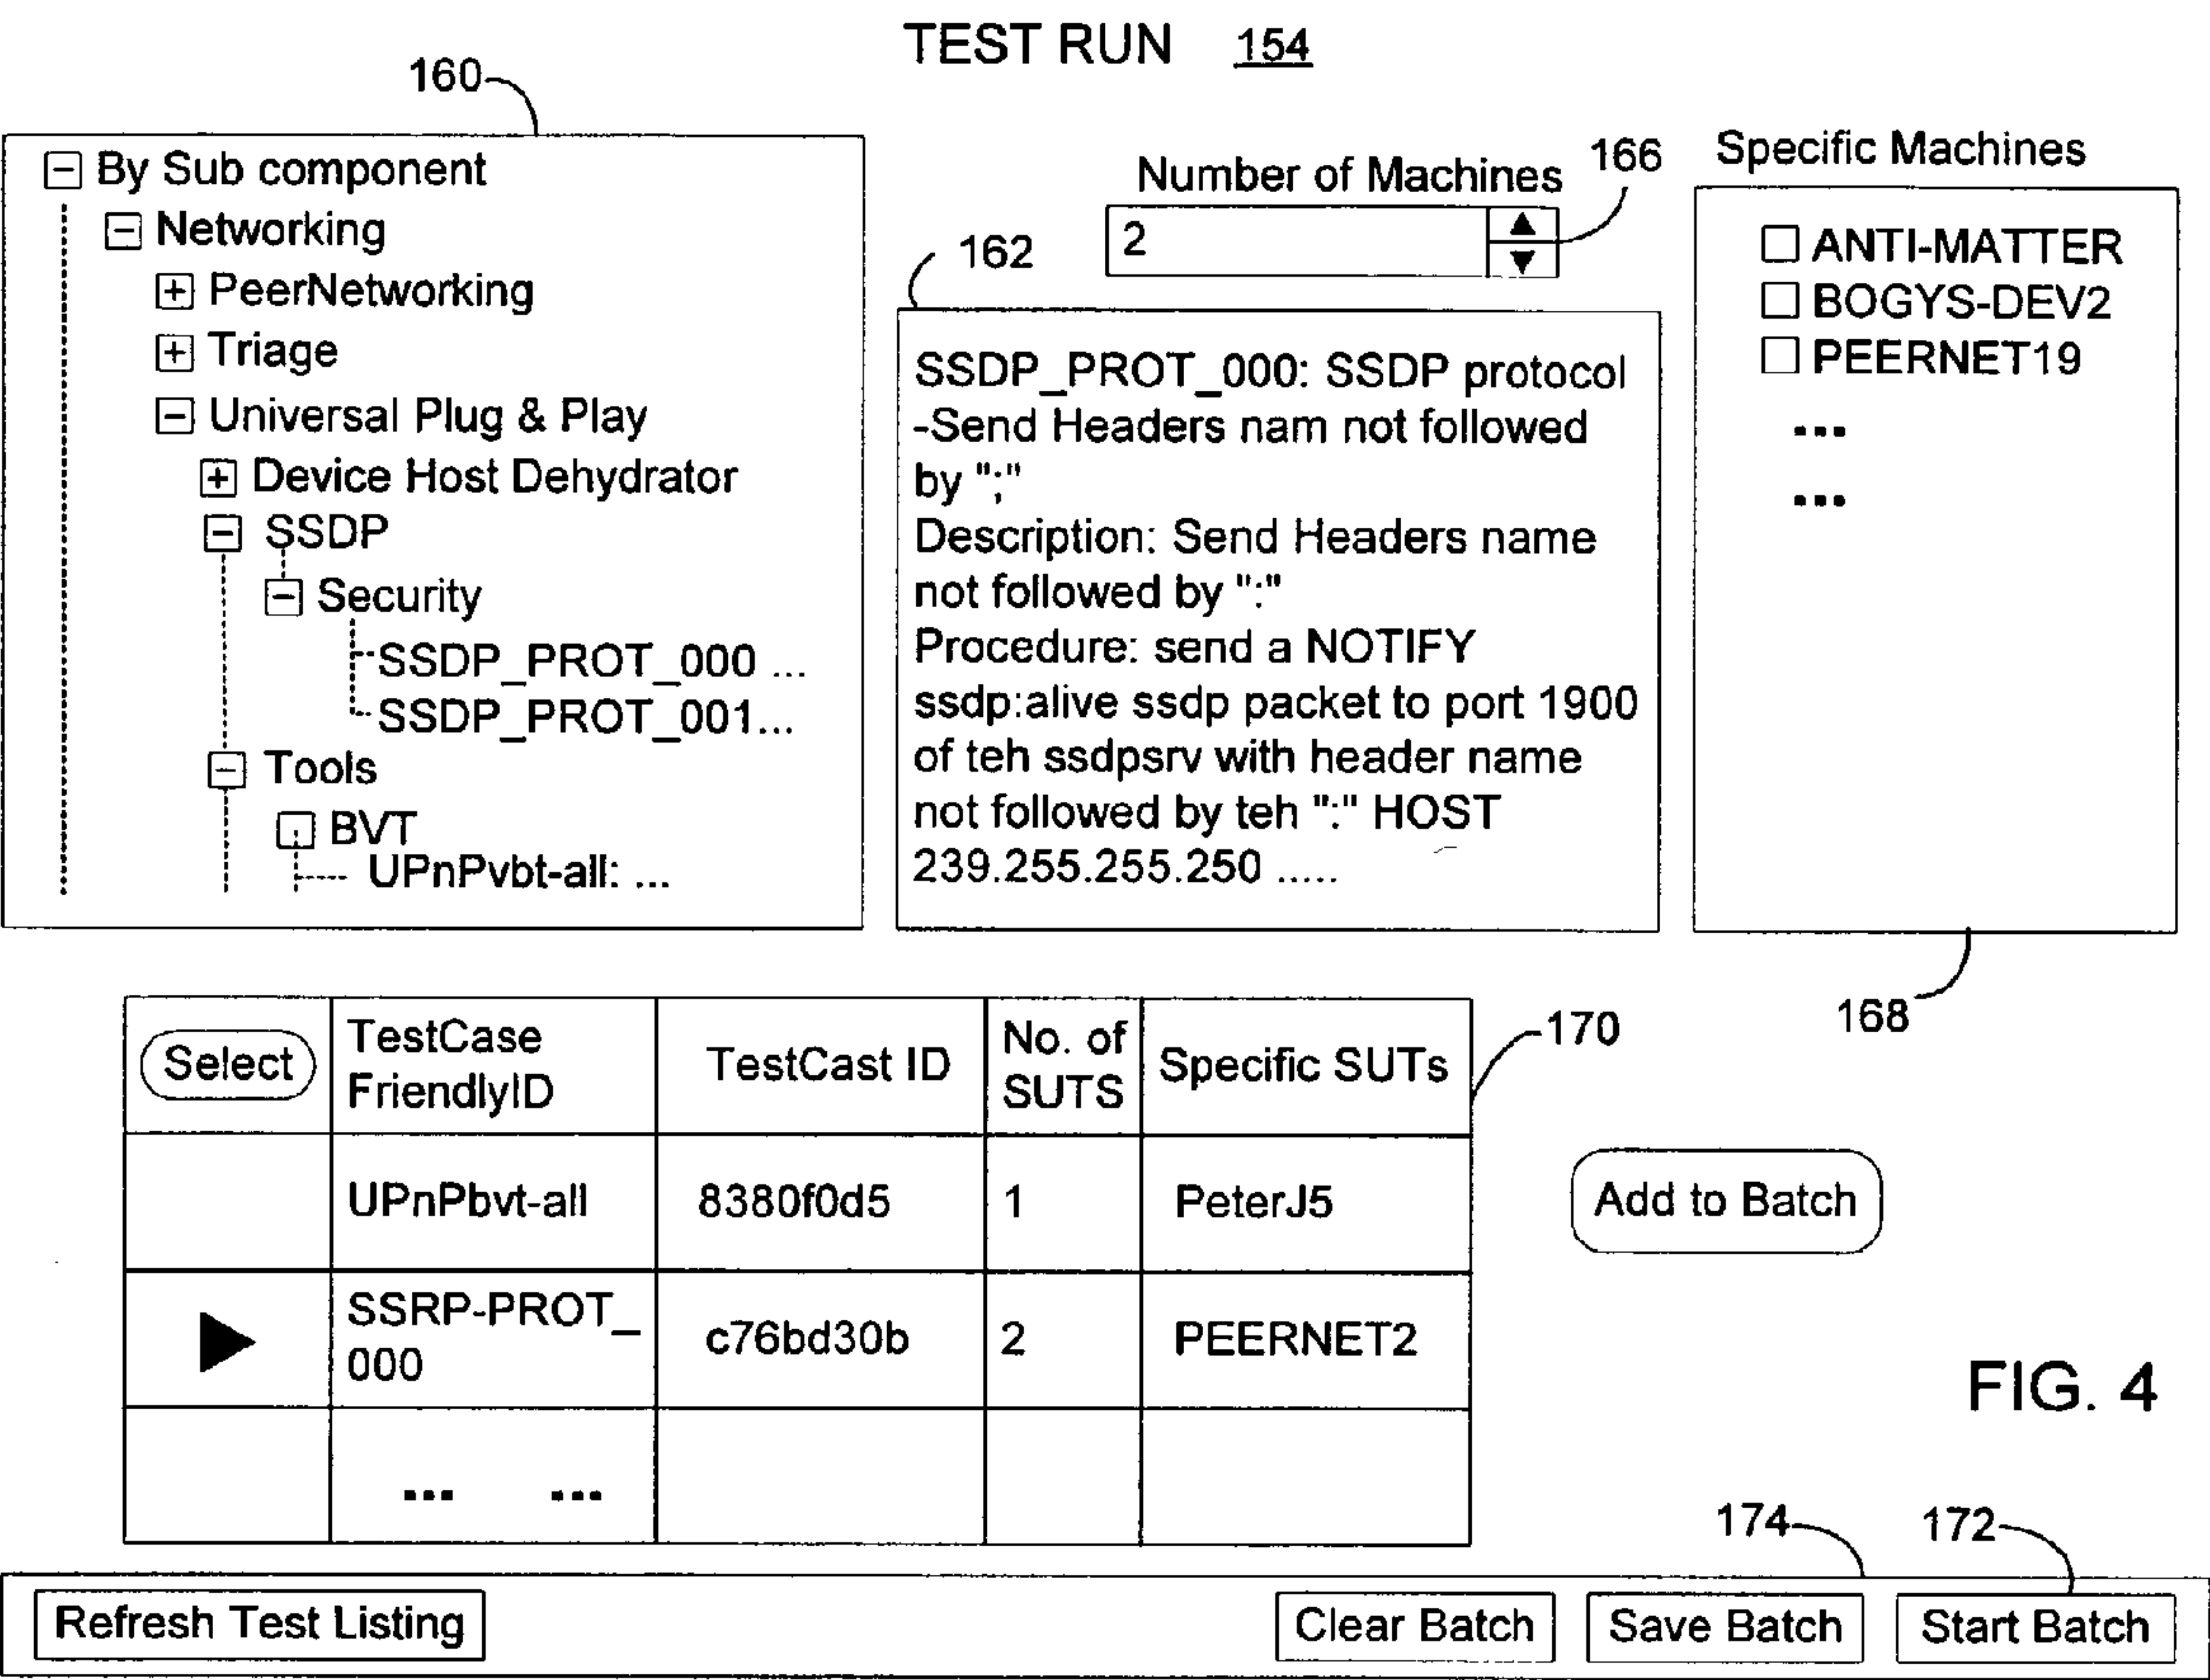 TEST RUN 154
160
By Sub component
Networking
PeerNetworking
Triage
Universal Plug & Play
Device Host Dehydrator
SSDP
Security
SSDP_PROT_000 ...
SSDP_PROT_001...
Tools
BVT
UPnPvbt-all: ...
Number of Machines
166
2
162
SSDP_PROT_000: SSDP protocol
-Send Headers nam not followed
by ";"
Description: Send Headers name
not followed by ":"
Procedure: send a NOTIFY
ssdp:alive ssdp packet to port 1900
of teh ssdpsrv with header name
not followed by teh ":" HOST
239.255.255.250 .....
Specific Machines
ANTI-MATTER
BOGYS-DEV2
PEERNET19
...
...
168
Select
TestCase
FriendlyID
TestCast ID
No. of
SUTS
Specific SUTs
170
UPnPbvt-all
8380f0d5
1
PeterJ5
Add to Batch
SSRP-PROT_
000
c76bd30b
2
PEERNET2
... ...
FIG. 4
174
172
Refresh Test Listing
Clear Batch
Save Batch
Start Batch